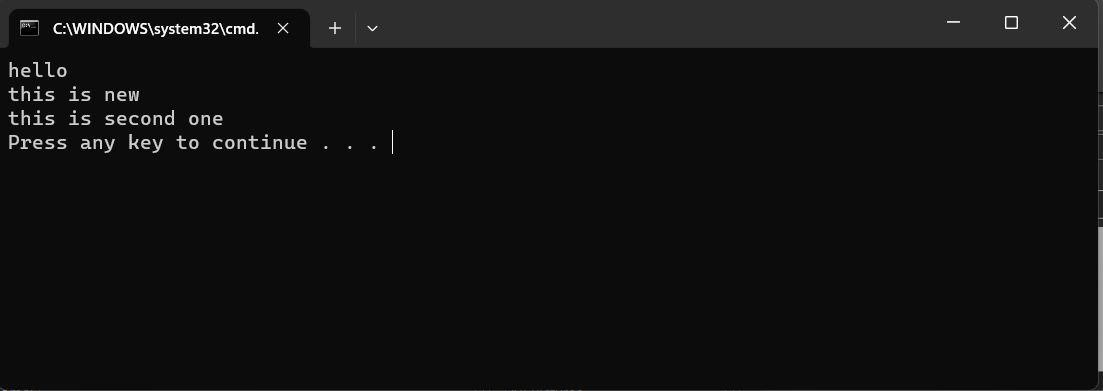 C:\WINDOWS\system32\cmd.
hello
this is new
this is second one
Press any key to continue . . .